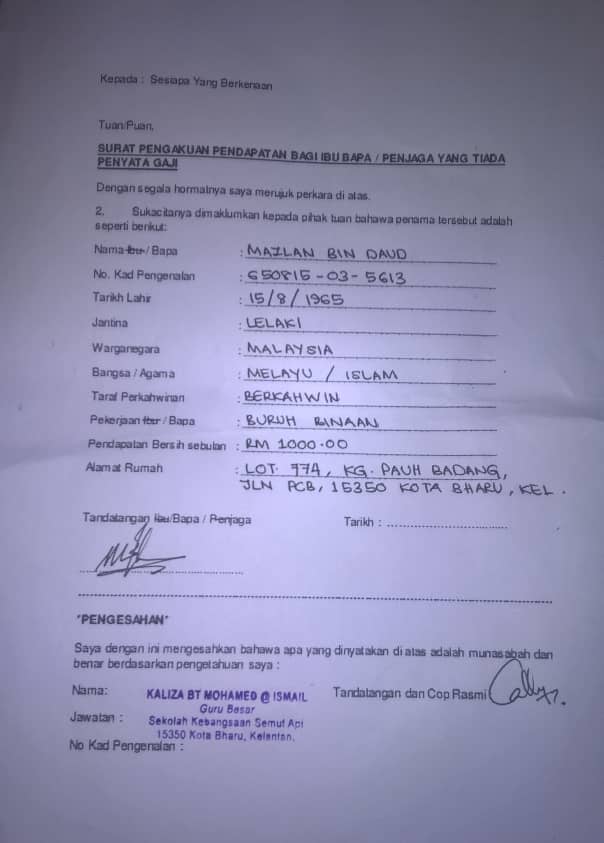 Kepada : Sesiapa Yang Berkenaan
Tuan/Puan,
SURAT PENGAKUAN PENDAPATAN BAGI IBU BAPA / PENJAGA YANG TIADA
PENYATA GAJI
Dengan segala hormatnya saya merujuk perkara di atas.
2. Sukacitanya dimaklumkan kepada pihak tuan bahawa penama tersebut adalah
seperti berikut:
Nama Ibu / Bapa : MAZLAN BIN DAUD
No. Kad Pengenalan : 650815-03-5613
Tarikh Lahir : 15/8/1965
Jantina : LELAKI
Warganegara : MALAYSIA
Bangsa / Agama : MELAYU / ISLAM
Taraf Perkahwinan : BERKAHWIN
Pekerjaan Ibu / Bapa : BURUH BINAAN
Pendapatan Bersih sebulan : RM 1000.00
Alamat Rumah : LOT 774, KG. PAUH BADANG,
JLN PCB, 15350 KOTA BHARU, KEL.
Tandatangan Ibu/Bapa / Penjaga Tarikh : ................................
*PENGESAHAN*
Saya dengan ini mengesahkan bahawa apa yang dinyatakan di atas adalah munasabah dan
benar berdasarkan pengetahuan saya :
Nama: KALIZA BT MOHAMED @ ISMAIL Tandatangan dan Cop Rasmi
Guru Besar
Jawatan : Sekolah Kebangsaan Semut Api
15350 Kota Bharu, Kelantan.
No Kad Pengenalan :